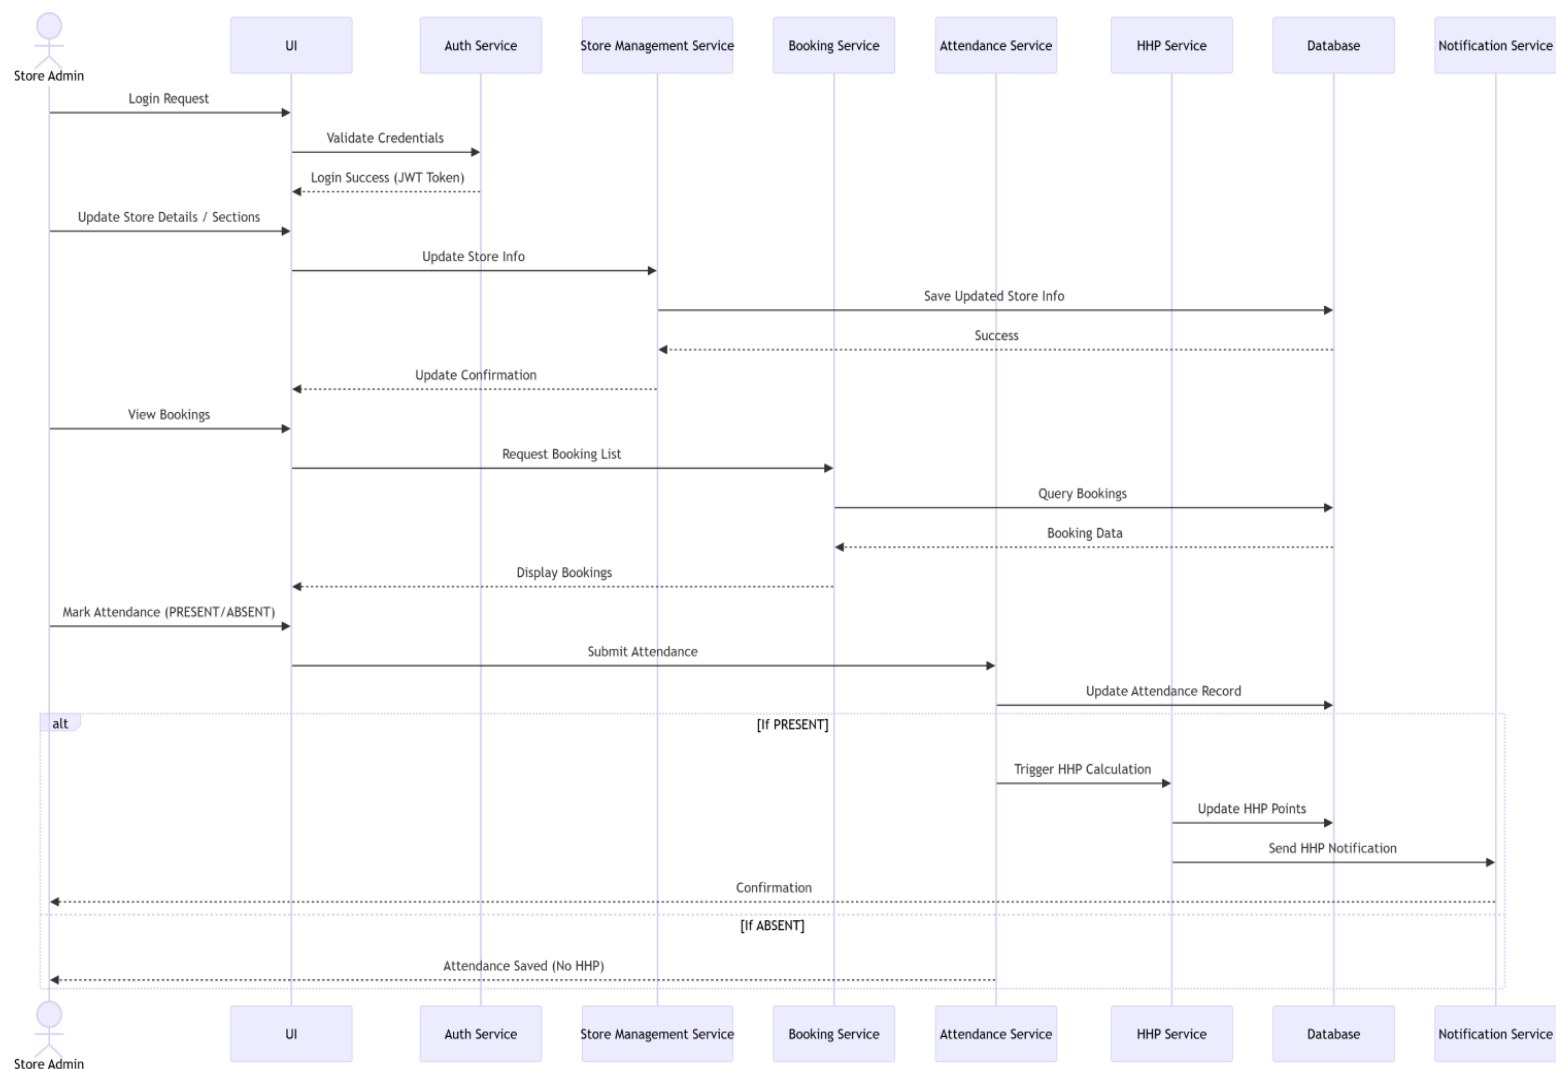 Store Admin
UI
Auth Service
Store Management Service
Booking Service
Attendance Service
HHP Service
Database
Notification Service
Login Request
Validate Credentials
Login Success (JWT Token)
Update Store Details / Sections
Update Store Info
Save Updated Store Info
Success
Update Confirmation
View Bookings
Request Booking List
Query Bookings
Booking Data
Display Bookings
Mark Attendance (PRESENT/ABSENT)
Submit Attendance
Update Attendance Record
alt
[If PRESENT]
Trigger HHP Calculation
Update HHP Points
Send HHP Notification
Confirmation
[If ABSENT]
Attendance Saved (No HHP)
Store Admin
UI
Auth Service
Store Management Service
Booking Service
Attendance Service
HHP Service
Database
Notification Service